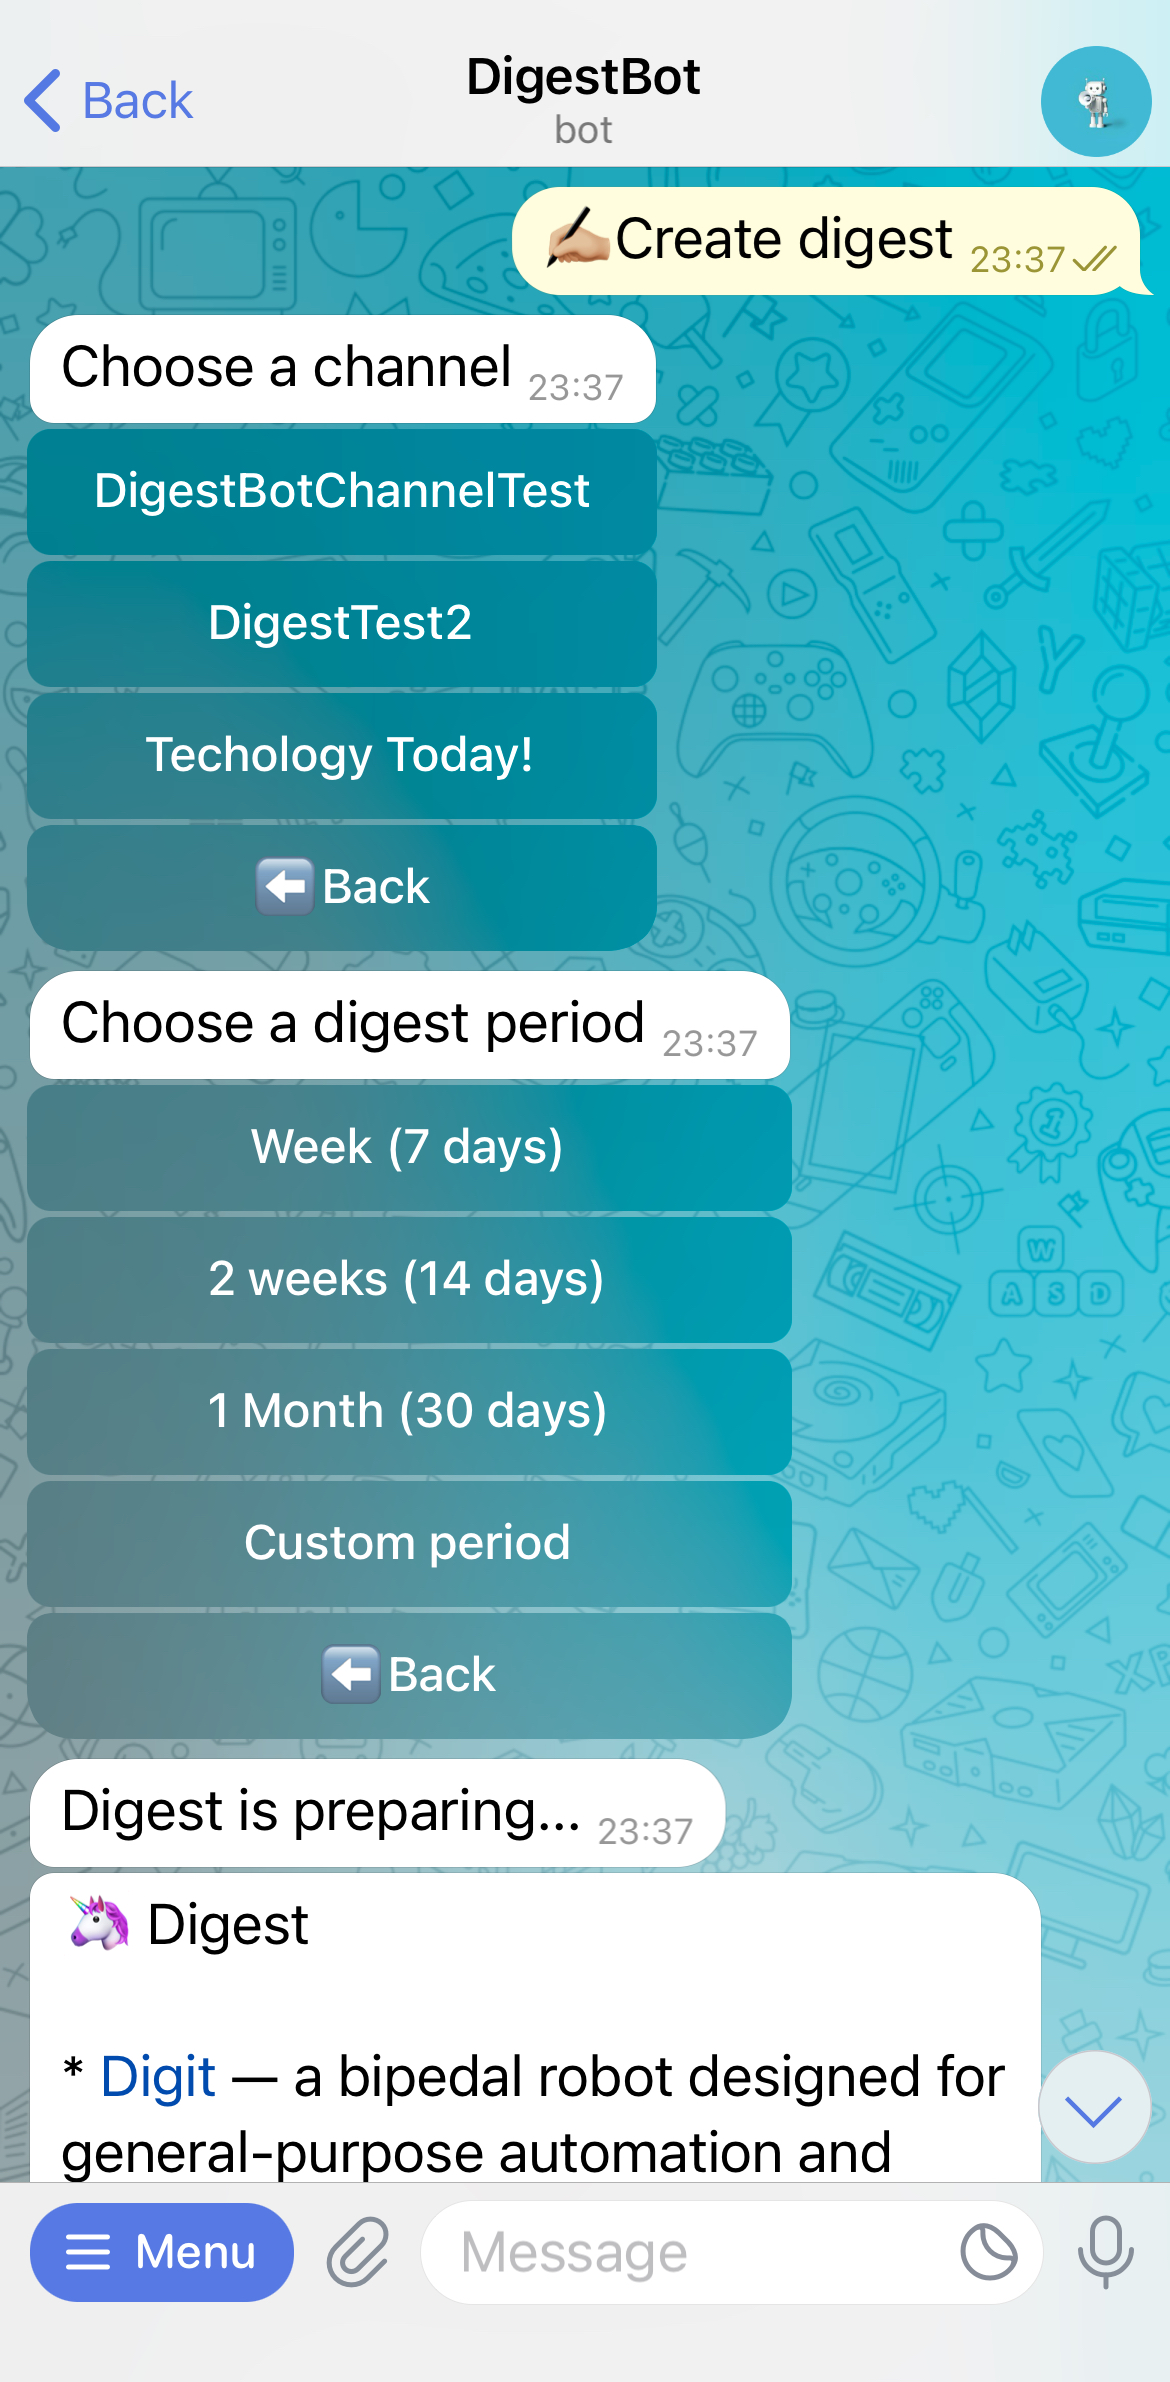 Back
DigestBot
bot
✍🏼Create digest 23:37
Choose a channel 23:37
DigestBotChannelTest
DigestTest2
Techology Today!
⬅️Back
Choose a digest period 23:37
Week (7 days)
2 weeks (14 days)
1 Month (30 days)
Custom period
⬅️Back
Digest is preparing... 23:37
🦄 Digest
* Digit — a bipedal robot designed for
general-purpose automation and
Menu
Message